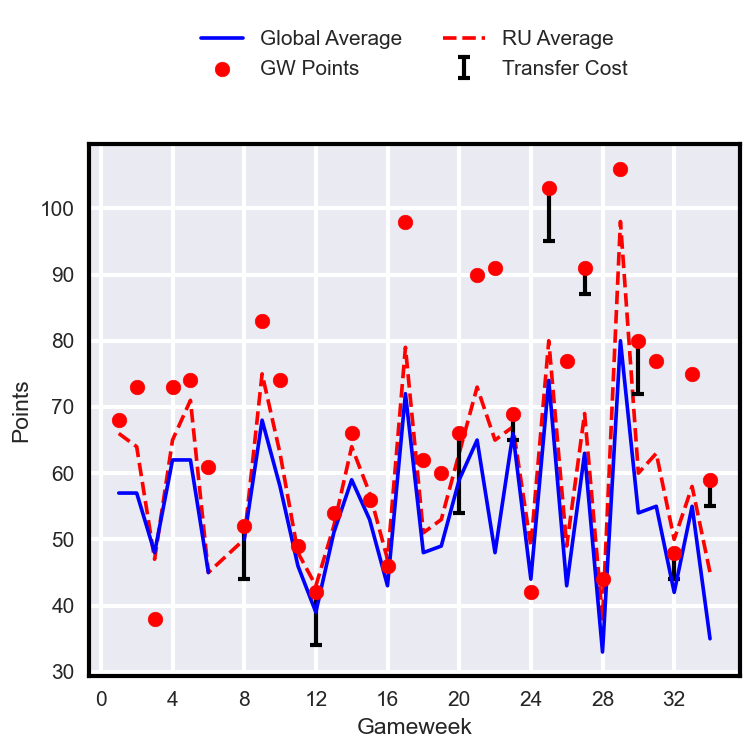 Global Average
RU Average
GW Points
Transfer Cost
Points
100
90
80
70
60
50
40
30
0 4 8 12 16 20 24 28 32
Gameweek